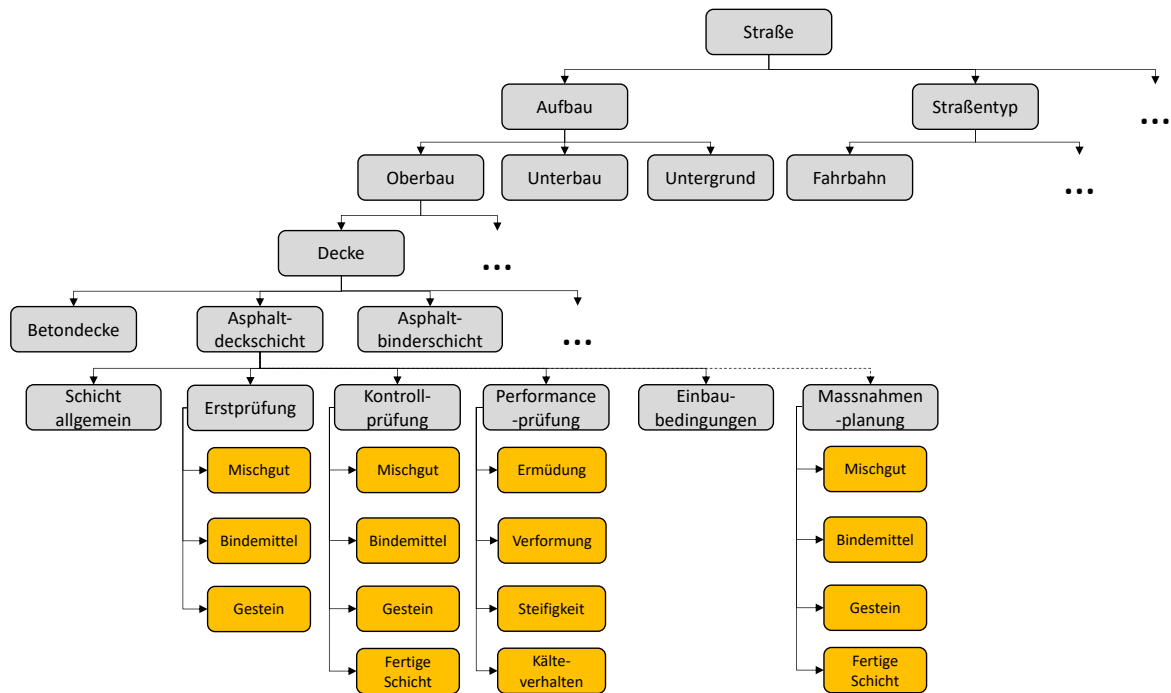 Straße
Aufbau
Straßentyp
...
Oberbau
Unterbau
Untergrund
Fahrbahn
...
Decke
...
Betondecke
Asphalt-
deckschicht
Asphalt-
binderschicht
...
Schicht
allgemein
Erstprüfung
Kontroll-
prüfung
Performance
-prüfung
Einbau-
bedingungen
Massnahmen
-planung
Mischgut
Mischgut
Ermüdung
Mischgut
Bindemittel
Bindemittel
Verformung
Bindemittel
Gestein
Gestein
Steifigkeit
Gestein
Fertige
Schicht
Kälte-
verhalten
Fertige
Schicht